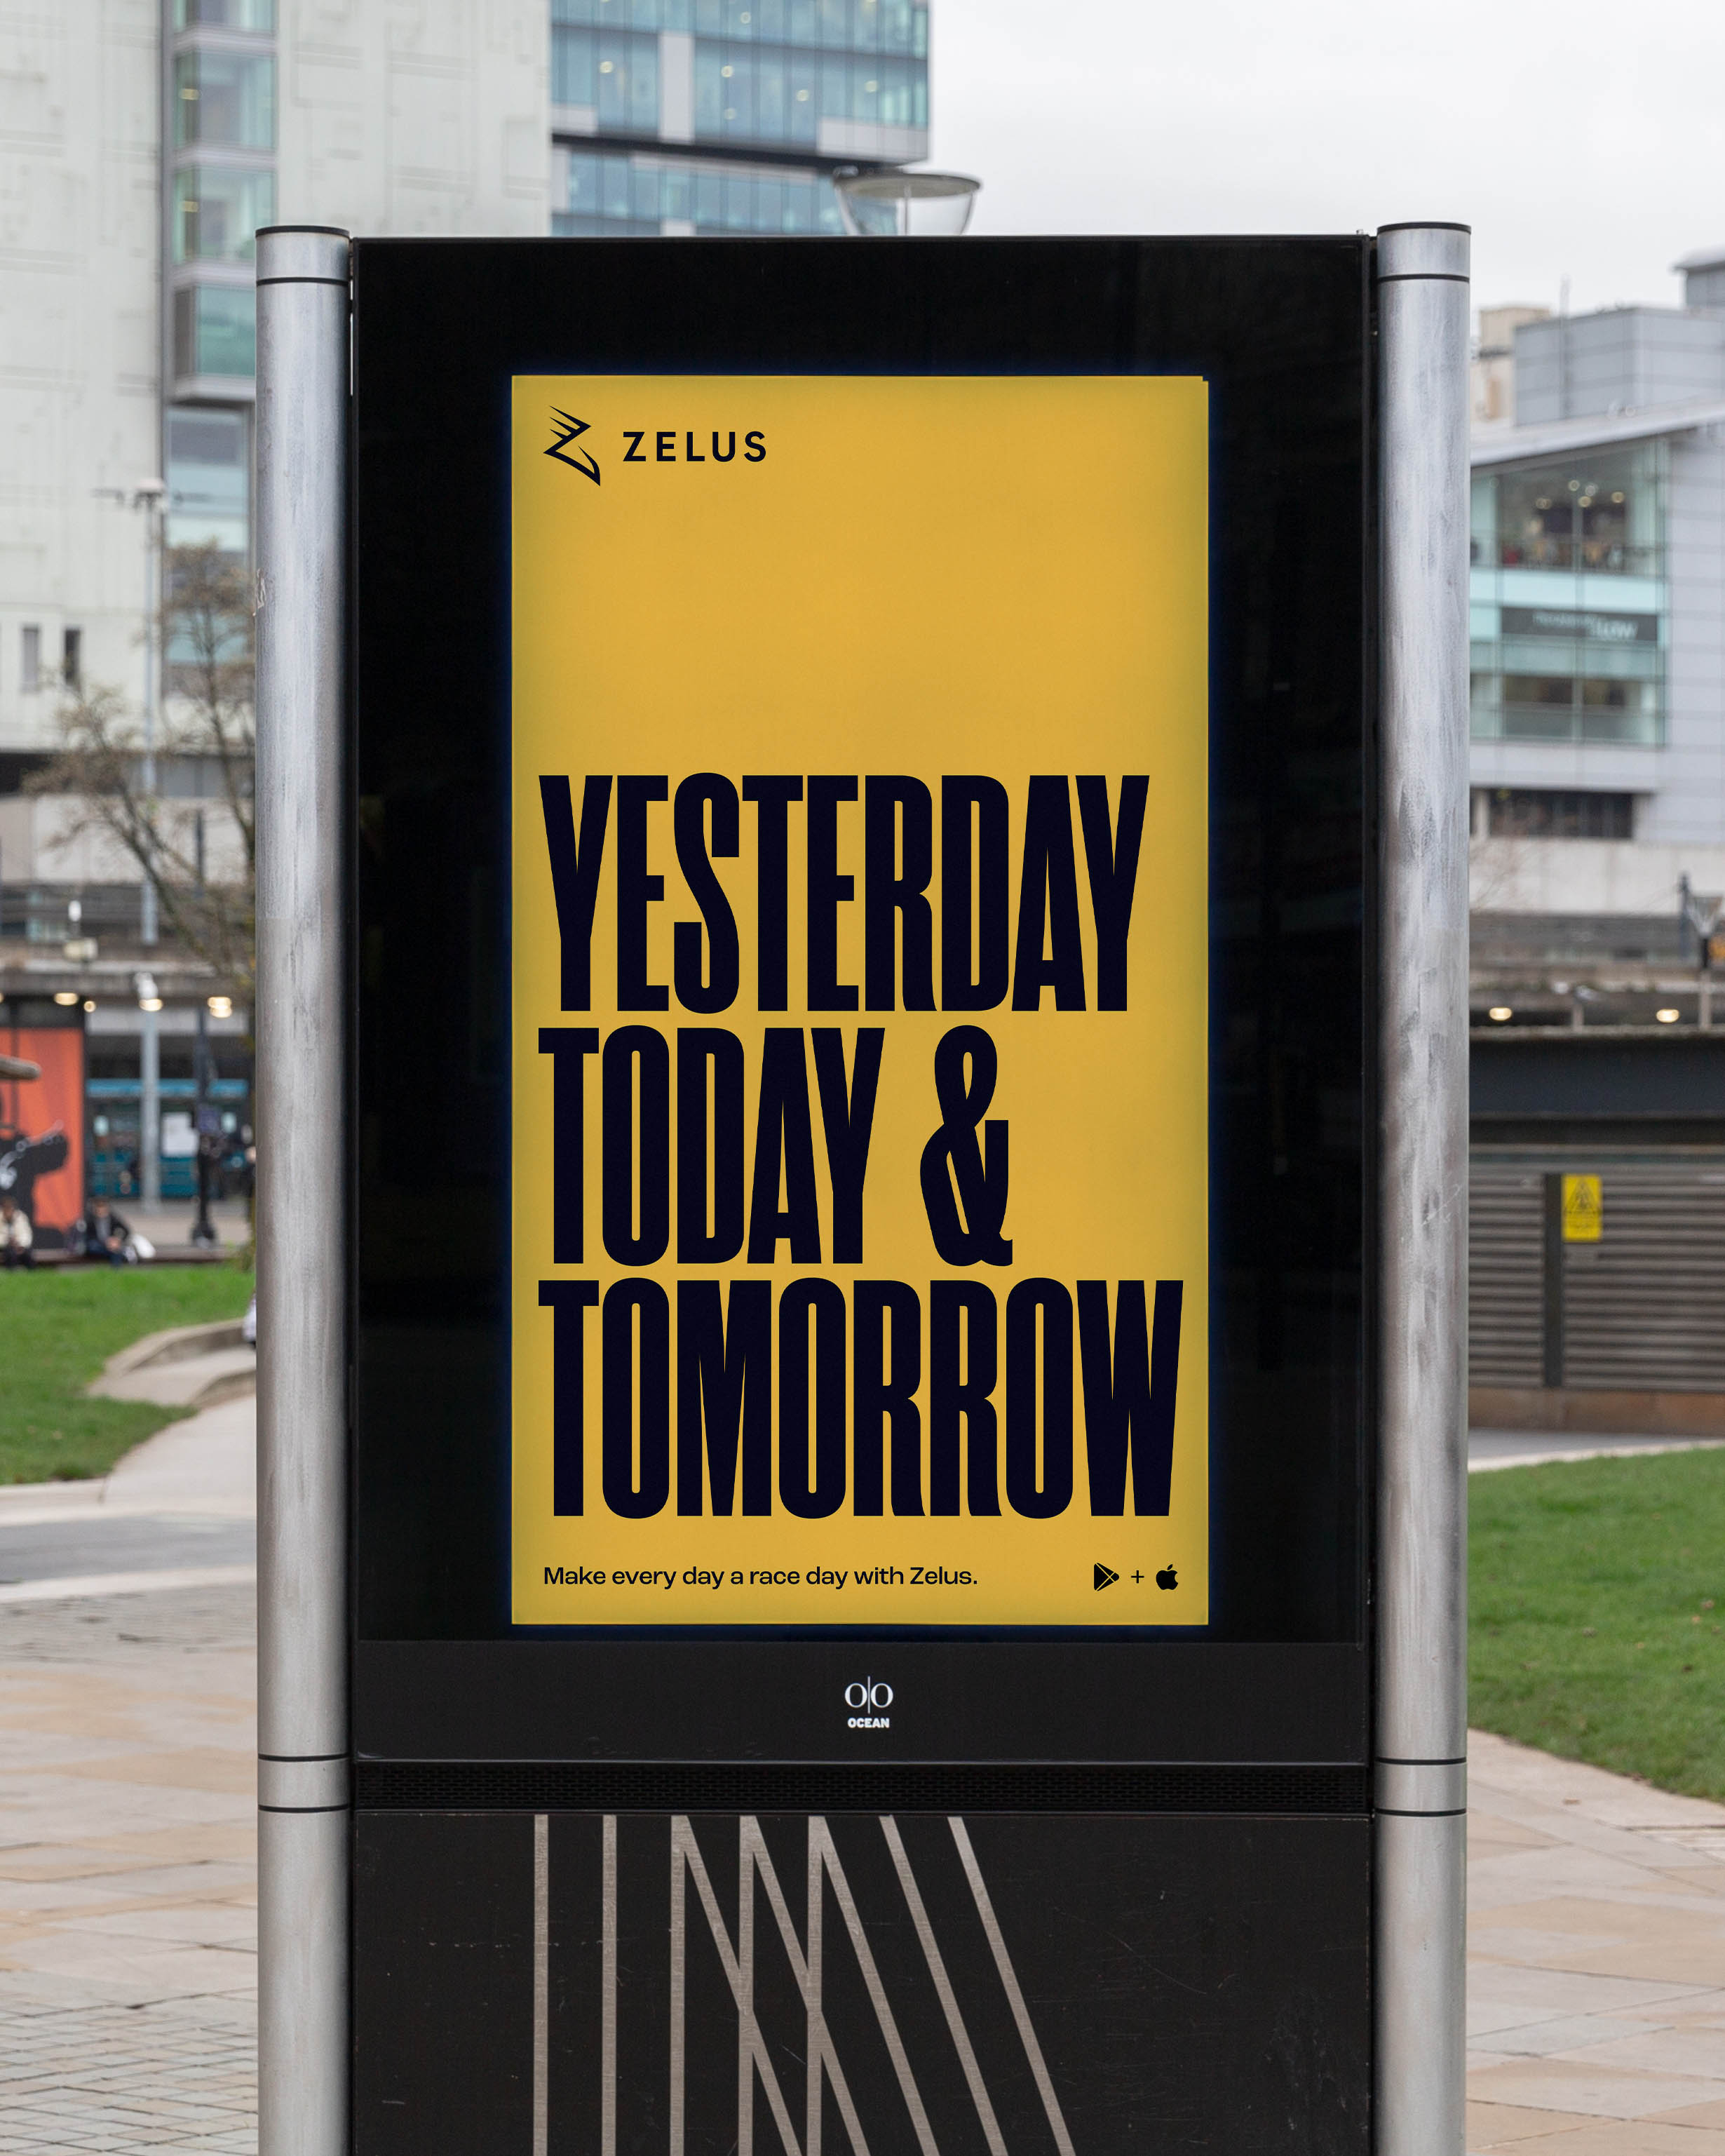 ZELUS
YESTERDAY
TODAY &
TOMORROW
Make every day a race day with Zelus.
+
O|O
OCEAN